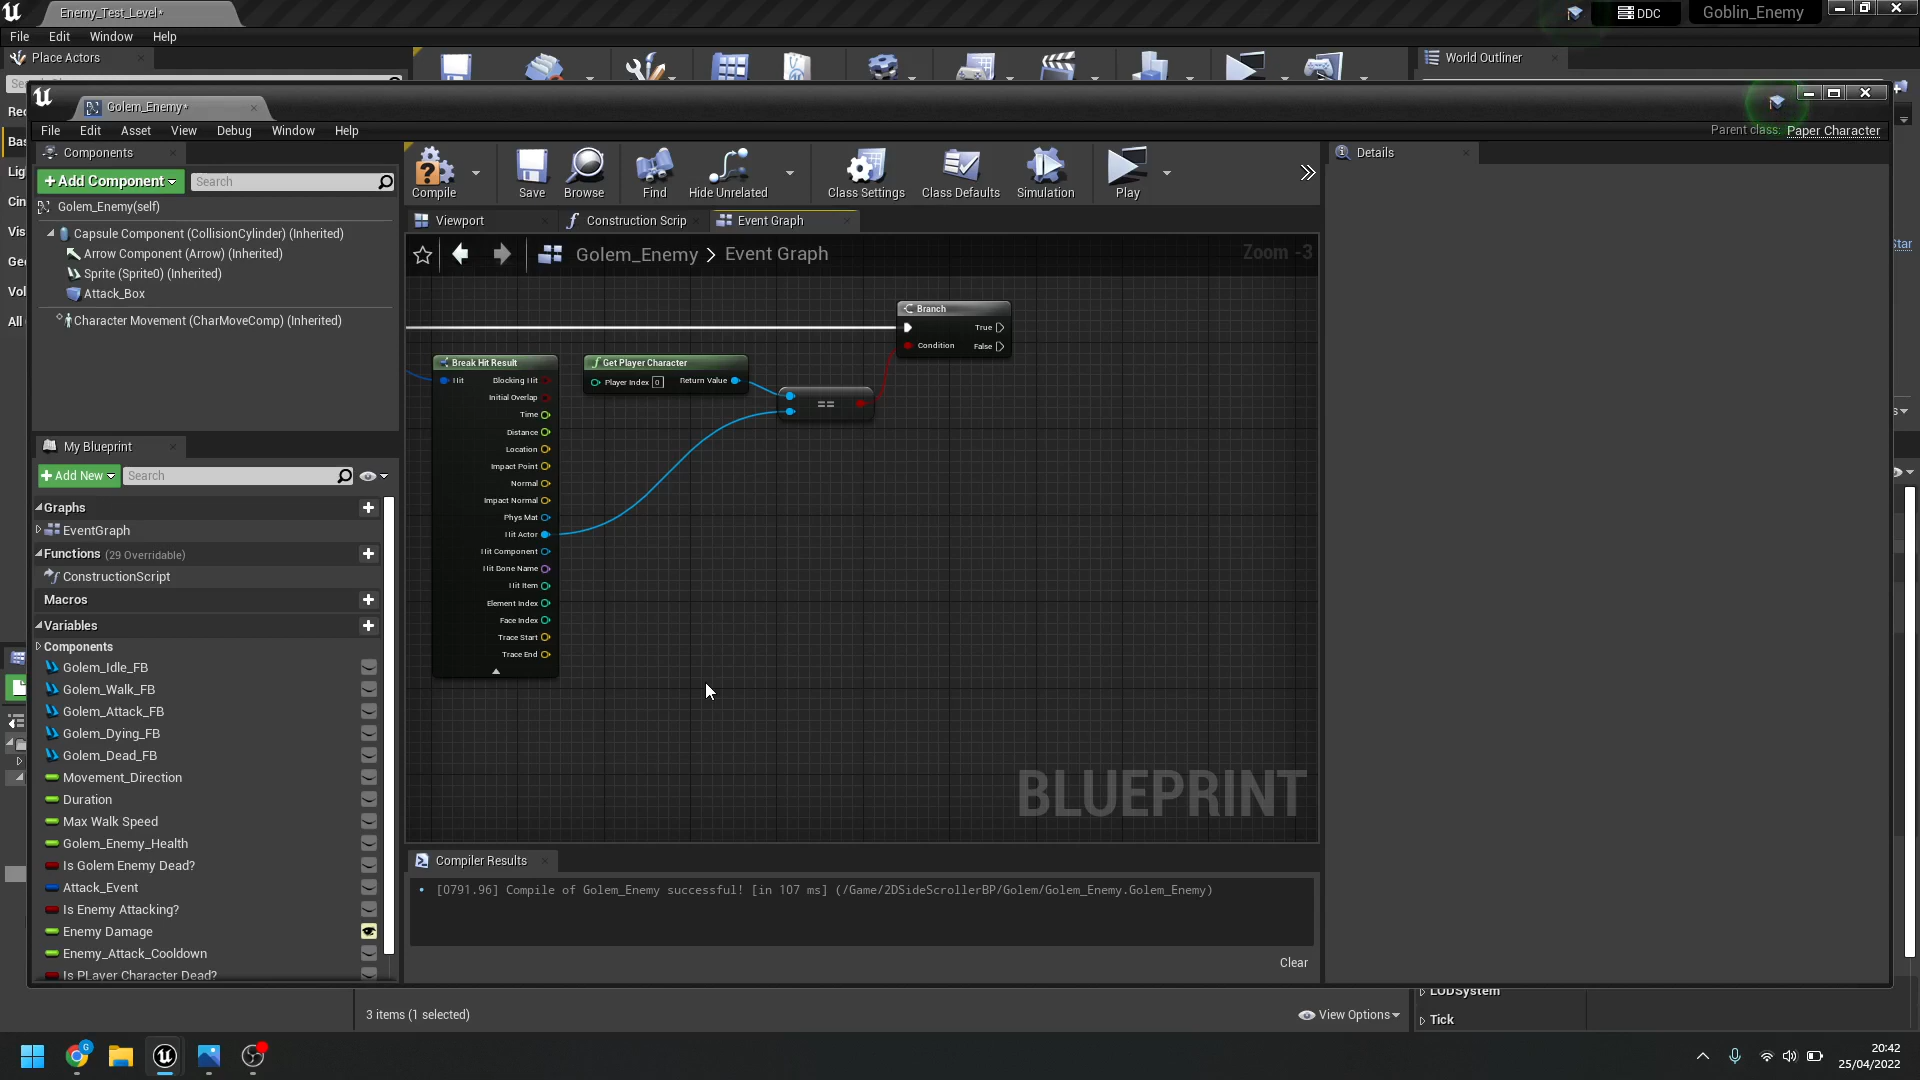 Enemy_Test_Level*
DDC
Goblin_Enemy
File Edit Window Help
Place Actors
World Outliner
Golem_Enemy*
File Edit Asset View Debug Window Help
Parent class: Paper Character
Components
+Add Component
Search
Golem_Enemy(self)
Capsule Component (CollisionCylinder) (Inherited)
Arrow Component (Arrow) (Inherited)
Sprite (Sprite0) (Inherited)
Attack_Box
Character Movement (CharMoveComp) (Inherited)
Compile
Save
Browse
Find
Hide Unrelated
Class Settings
Class Defaults
Simulation
Play
Details
Viewport
Construction Scrip
Event Graph
Golem_Enemy > Event Graph
Zoom -3
Branch
True
Condition False
Break Hit Result
Hit Blocking Hit
Initial Overlap
Time
Distance
Location
Impact Point
Normal
Impact Normal
Phys Mat
Hit Actor
Hit Component
Hit Bone Name
Hit Item
Element Index
Face Index
Trace Start
Trace End
Get Player Character
Player Index 0 Return Value
==
BLUEPRINT
My Blueprint
+Add New
Search
Graphs
EventGraph
Functions (29 Overridable)
ConstructionScript
Macros
Variables
Components
Golem_Idle_FB
Golem_Walk_FB
Golem_Attack_FB
Golem_Dying_FB
Golem_Dead_FB
Movement_Direction
Duration
Max Walk Speed
Golem_Enemy_Health
Is Golem Enemy Dead?
Attack_Event
Is Enemy Attacking?
Enemy Damage
Enemy_Attack_Cooldown
Is PLayer Character Dead?
Compiler Results
[0791.96] Compile of Golem_Enemy successful! [in 107 ms] (/Game/2DSideScrollerBP/Golem/Golem_Enemy.Golem_Enemy)
Clear
3 items (1 selected)
View Options
LODSystem
Tick
20:42
25/04/2022